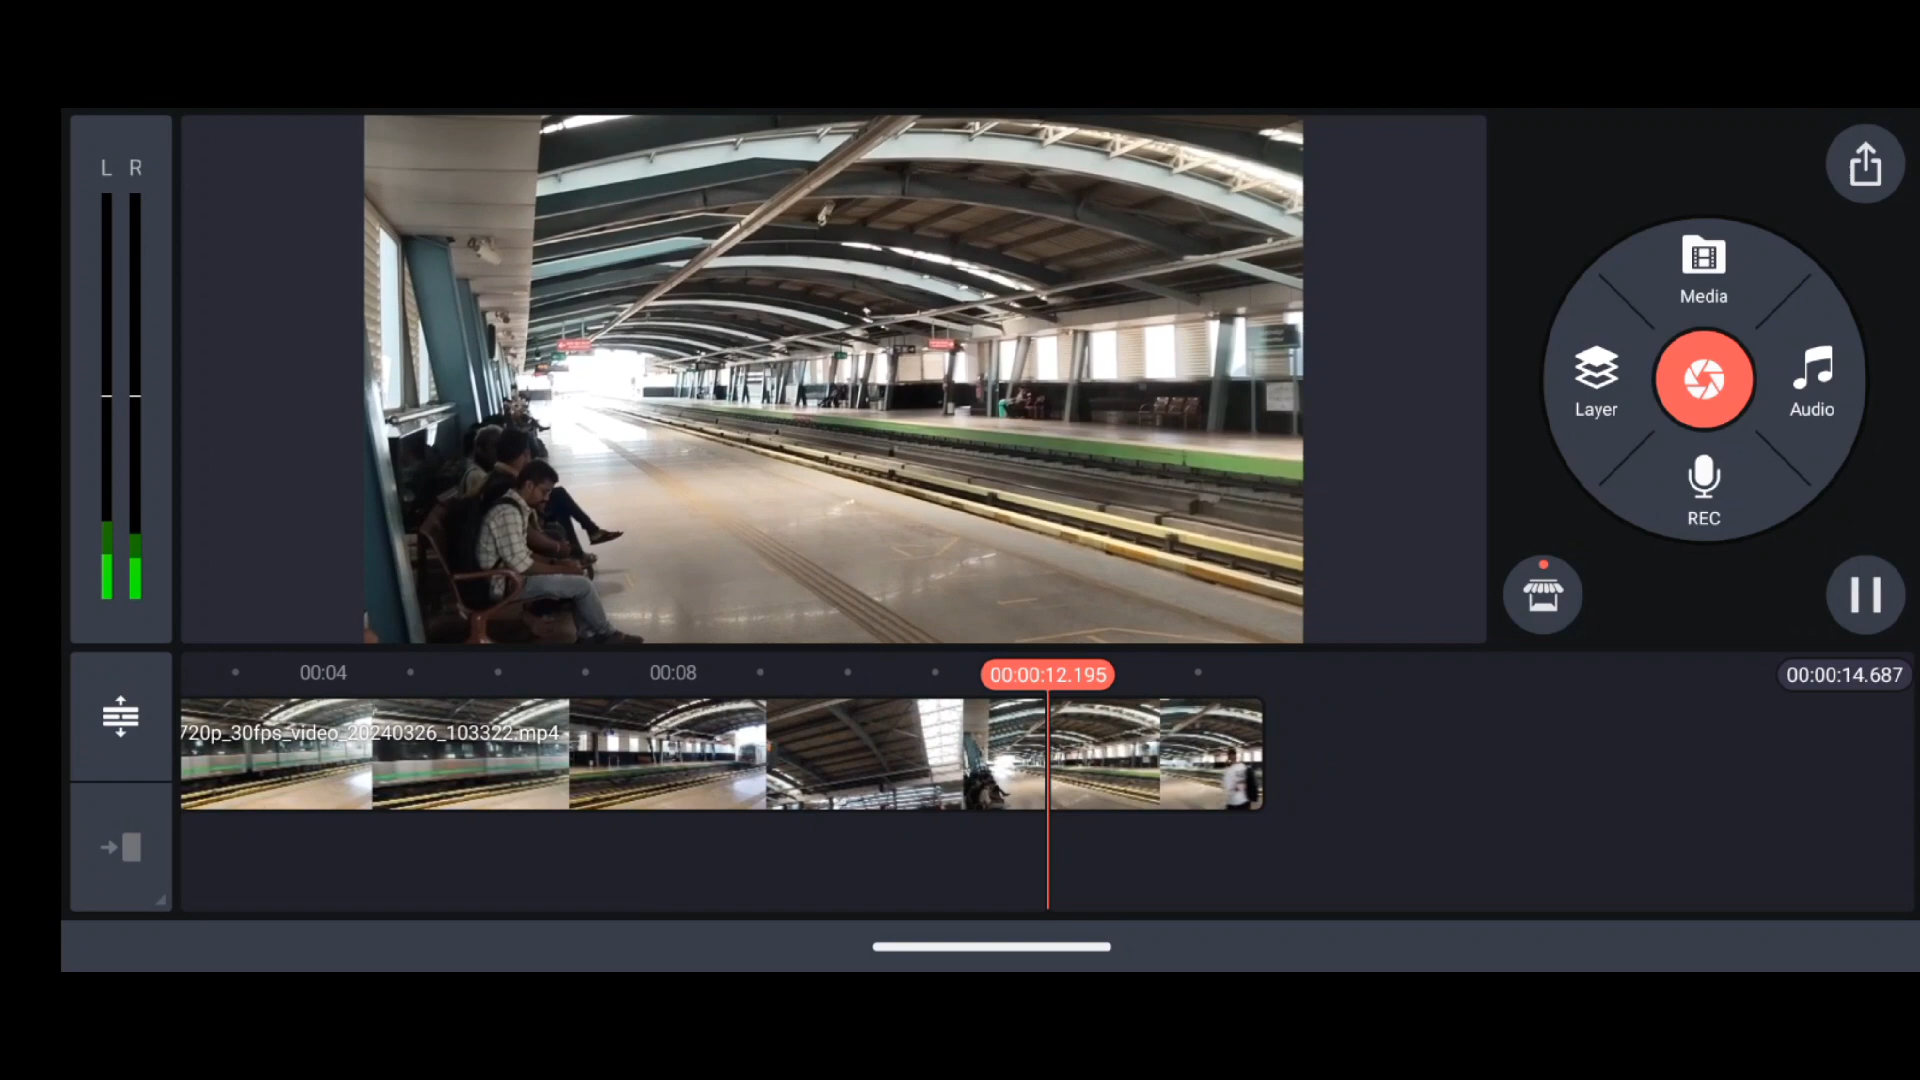 L R
Media
Layer
Audio
REC
00:04
00:08
00:00:12.195
00:00:14.687
720p_30fps_video_20240326_103322.mp4